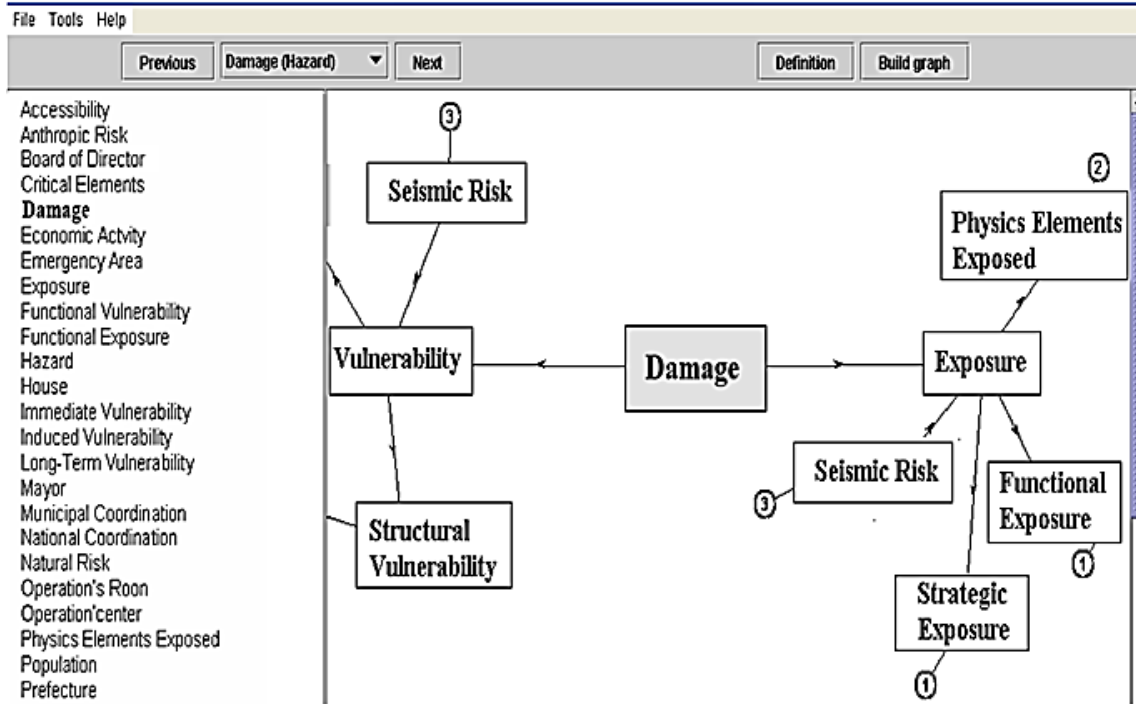 File Tools Help
Previous
Damage (Hazard)
Next
Definition
Build graph
Accessibility
Anthropic Risk
Board of Director
Critical Elements
Damage
Economic Actvity
Emergency Area
Exposure
Functional Vulnerability
Functional Exposure
Hazard
House
Immediate Vulnerability
Induced Vulnerability
Long-Term Vulnerability
Mayor
Municipal Coordination
National Coordination
Natural Risk
Operation's Roon
Operation'center
Physics Elements Exposed
Population
Prefecture
3
Seismic Risk
2
Physics Elements
Exposed
Vulnerability
Damage
Exposure
Seismic Risk
3
Functional
Exposure
1
Structural
Vulnerability
Strategic
Exposure
1